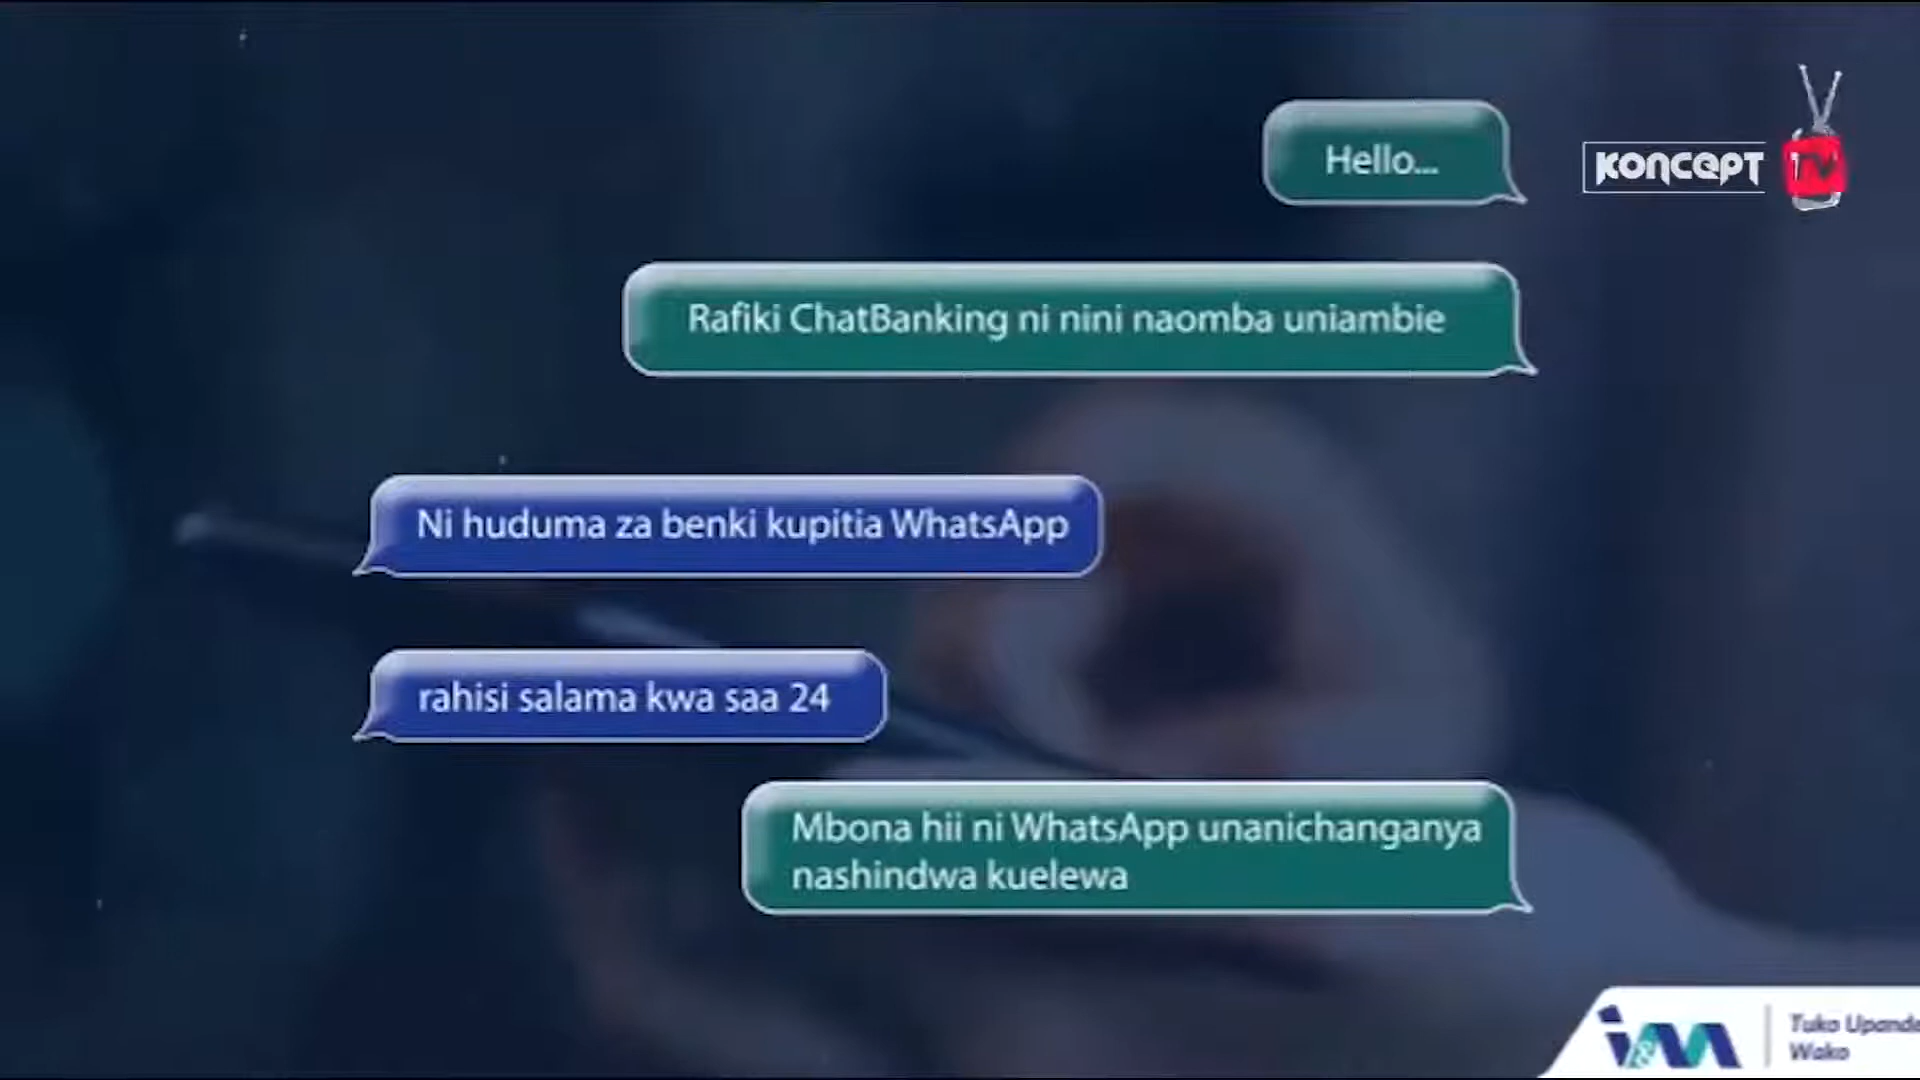 Hello...
KONCEPT TV
Rafiki ChatBanking ni nini naomba uniambie
Ni huduma za benki kupitia WhatsApp
rahisi salama kwa saa 24
Mbona hii ni WhatsApp unanichanganya
nashindwa kuelewa
I&M
Tuko Upande
Wako